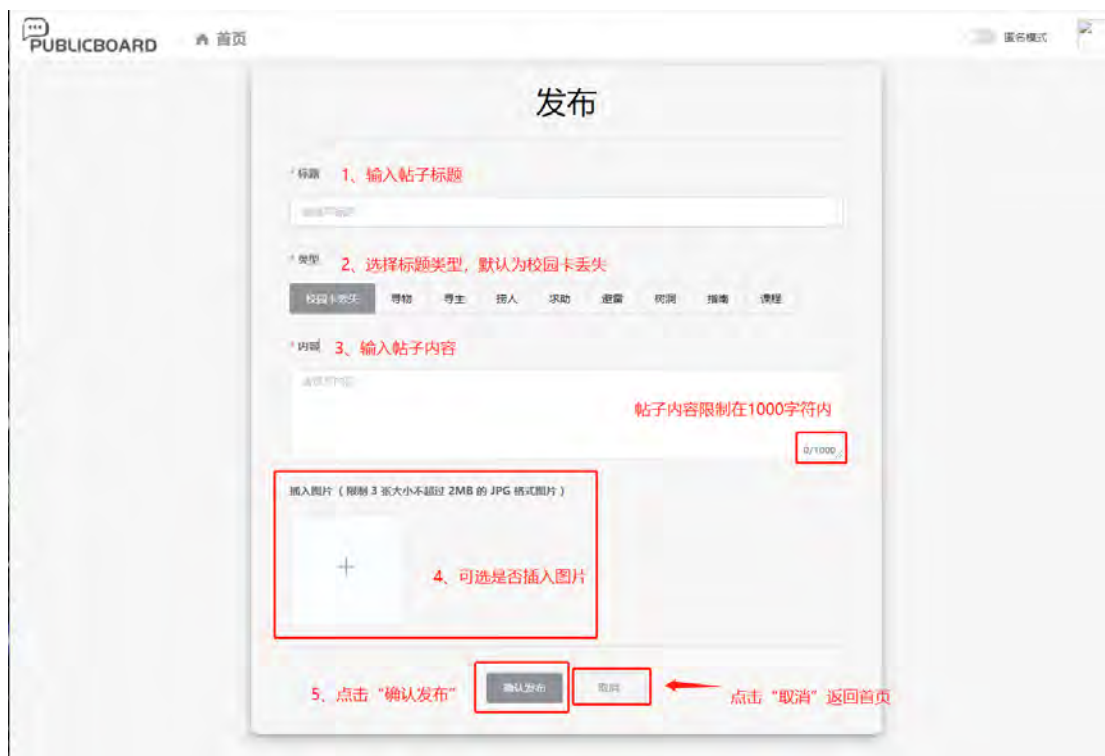 PUBLICBOARD 首页 匿名模式
发布
* 标题 1、输入帖子标题
* 类型 2、选择标题类型，默认为校园卡丢失
校园卡丢失 寻物 寻主 捞人 求助 避雷 树洞 指南 课程
* 内容 3、输入帖子内容
帖子内容限制在1000字符内
0/1000
插入图片（限制 3 张大小不超过 2MB 的 JPG 格式图片）
4、可选是否插入图片
5、点击“确认发布” 确认发布 取消 点击“取消”返回首页